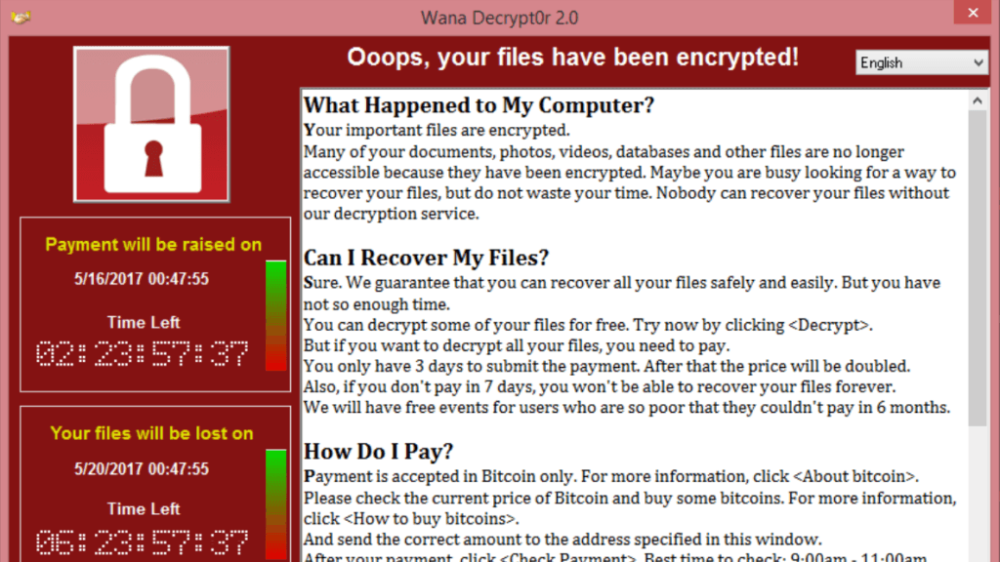 Wana Decrypt0r 2.0
Ooops, your files have been encrypted!
English
What Happened to My Computer?
Your important files are encrypted.
Many of your documents, photos, videos, databases and other files are no longer
accessible because they have been encrypted. Maybe you are busy looking for a way to
recover your files, but do not waste your time. Nobody can recover your files without
our decryption service.
Can I Recover My Files?
Sure. We guarantee that you can recover all your files safely and easily. But you have
not so enough time.
You can decrypt some of your files for free. Try now by clicking <Decrypt>.
But if you want to decrypt all your files, you need to pay.
You only have 3 days to submit the payment. After that the price will be doubled.
Also, if you don't pay in 7 days, you won't be able to recover your files forever.
We will have free events for users who are so poor that they couldn't pay in 6 months.
How Do I Pay?
Payment is accepted in Bitcoin only. For more information, click <About bitcoin>.
Please check the current price of Bitcoin and buy some bitcoins. For more information,
click <How to buy bitcoins>.
And send the correct amount to the address specified in this window.
After your payment, click <Check Payment>. Best time to check: 9:00am - 11:00am
Payment will be raised on
5/16/2017 00:47:55
Time Left
02:23:57:37
Your files will be lost on
5/20/2017 00:47:55
Time Left
06:23:57:37